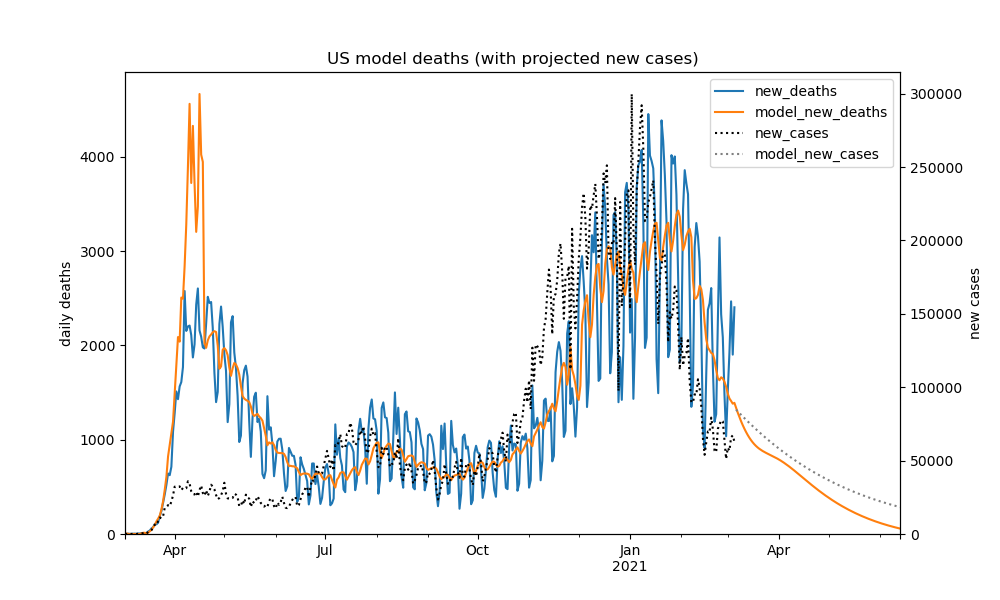 US model deaths (with projected new cases)
new_deaths
model_new_deaths
new_cases
model_new_cases
daily deaths
4000
3000
2000
1000
0
new cases
300000
250000
200000
150000
100000
50000
0
Apr
Jul
Oct
Jan
2021
Apr